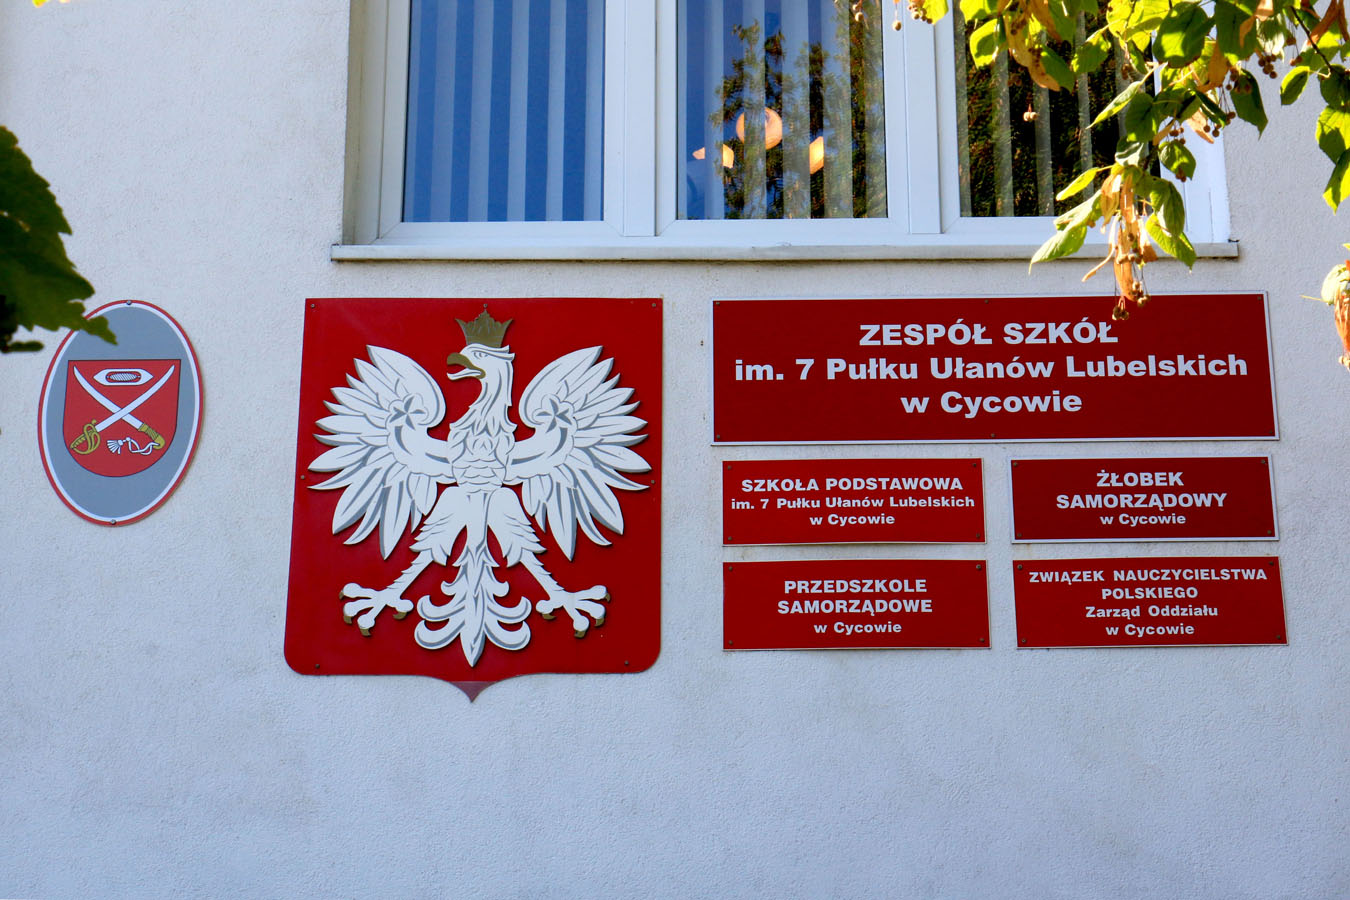 ZESPÓŁ SZKÓŁ
im. 7 Pułku Ułanów Lubelskich
w Cycowie
SZKOŁA PODSTAWOWA
im. 7 Pułku Ułanów Lubelskich
w Cycowie
ŻŁOBEK
SAMORZĄDOWY
w Cycowie
PRZEDSZKOLE
SAMORZĄDOWE
w Cycowie
ZWIĄZEK NAUCZYCIELSTWA
POLSKIEGO
Zarząd Oddziału
w Cycowie